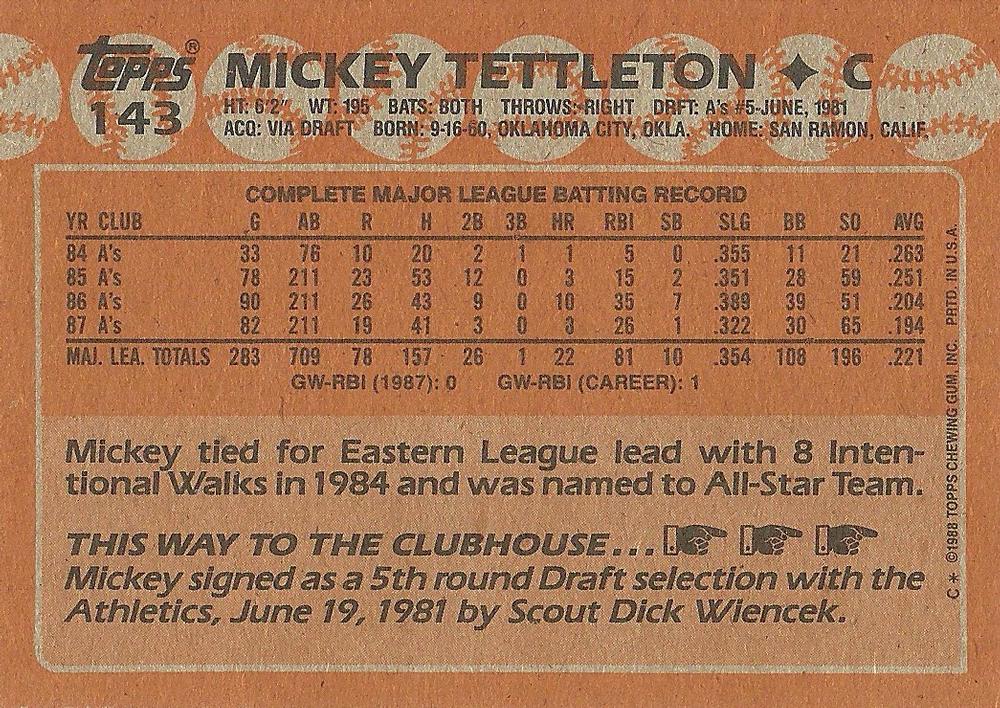 Topps®
143
MICKEY TETTLETON ✦ C
HT: 6'2" WT: 195 BATS: BOTH THROWS: RIGHT DRFT: A's #5-JUNE, 1981
ACQ: VIA DRAFT BORN: 9-16-60, OKLAHOMA CITY, OKLA. HOME: SAN RAMON, CALIF.
COMPLETE MAJOR LEAGUE BATTING RECORD
YR CLUB G AB R H 2B 3B HR RBI SB SLG BB SO AVG
84 A's 33 76 10 20 2 1 1 5 0 .355 11 21 .263
85 A's 78 211 23 53 12 0 3 15 2 .351 28 59 .251
86 A's 90 211 26 43 9 0 10 35 7 .389 39 51 .204
87 A's 82 211 19 41 3 0 8 26 1 .322 30 65 .194
MAJ. LEA. TOTALS 283 709 78 157 26 1 22 81 10 .354 108 196 .221
GW-RBI (1987): 0 GW-RBI (CAREER): 1
Mickey tied for Eastern League lead with 8 Inten-
tional Walks in 1984 and was named to All-Star Team.
THIS WAY TO THE CLUBHOUSE...
Mickey signed as a 5th round Draft selection with the
Athletics, June 19, 1981 by Scout Dick Wiencek.
C * ©1988 TOPPS CHEWING GUM, INC. PRTD. IN U.S.A.